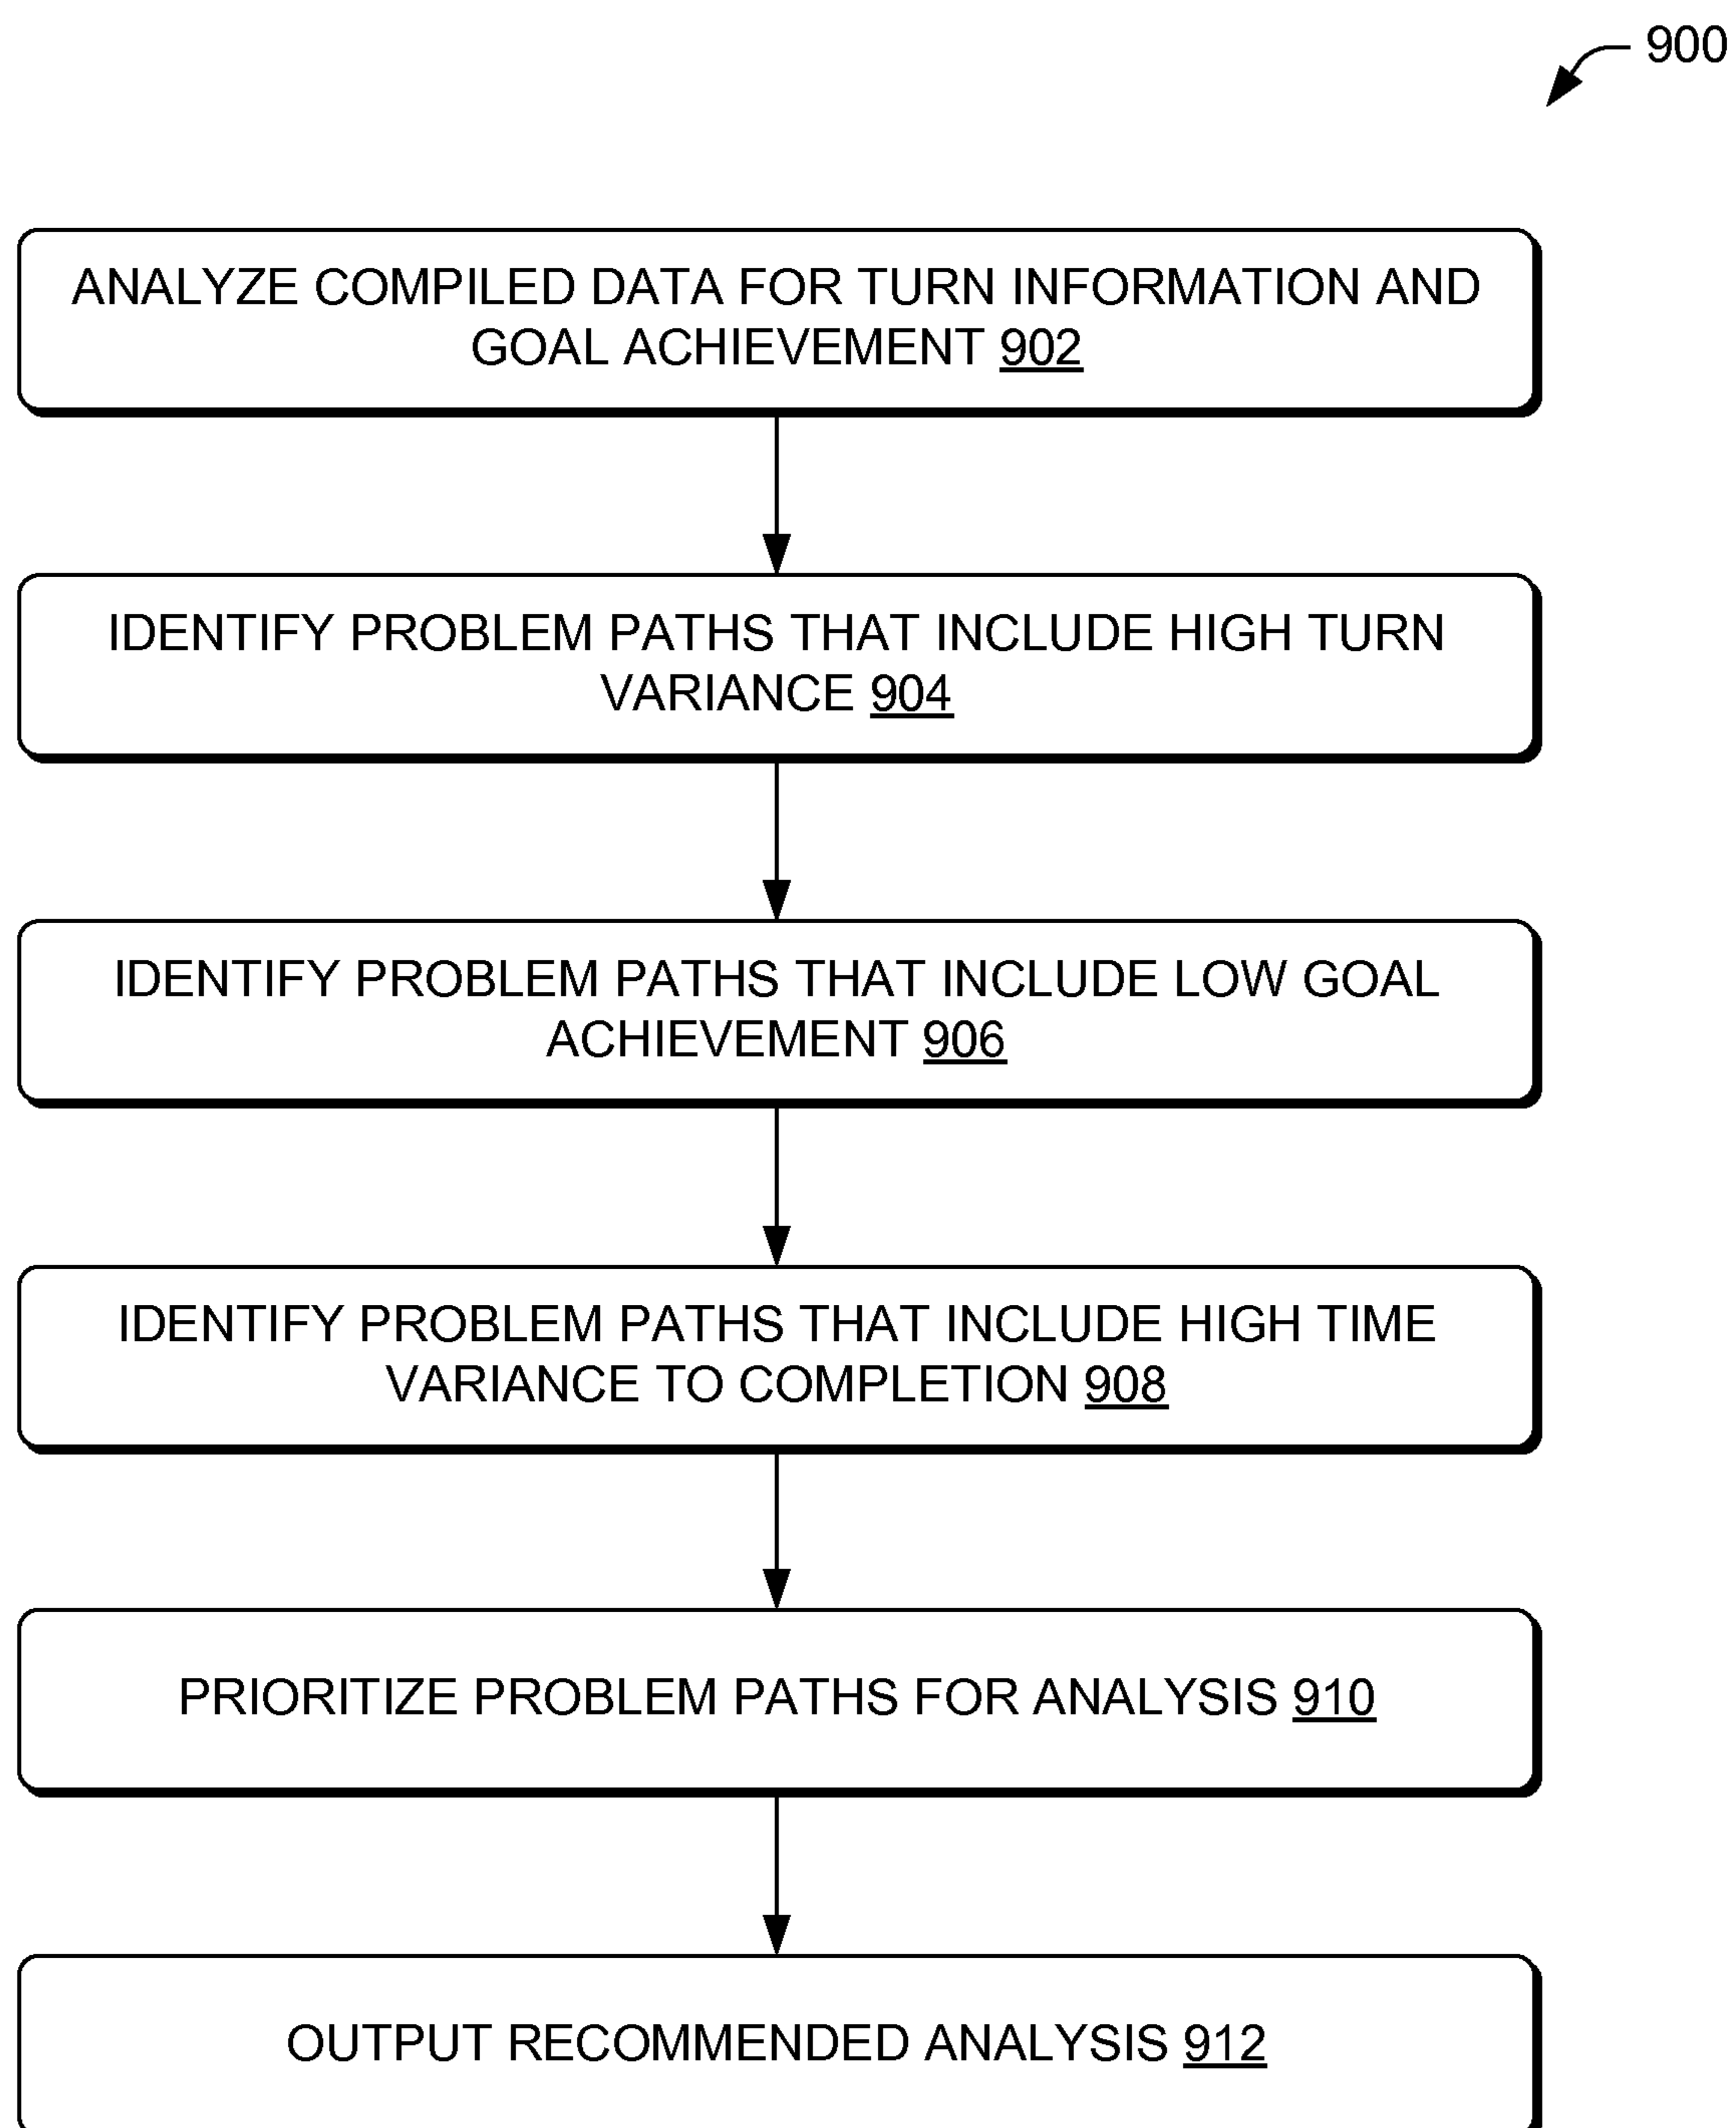 900
ANALYZE COMPILED DATA FOR TURN INFORMATION AND
GOAL ACHIEVEMENT 902
IDENTIFY PROBLEM PATHS THAT INCLUDE HIGH TURN
VARIANCE 904
IDENTIFY PROBLEM PATHS THAT INCLUDE LOW GOAL
ACHIEVEMENT 906
IDENTIFY PROBLEM PATHS THAT INCLUDE HIGH TIME
VARIANCE TO COMPLETION 908
PRIORITIZE PROBLEM PATHS FOR ANALYSIS 910
OUTPUT RECOMMENDED ANALYSIS 912